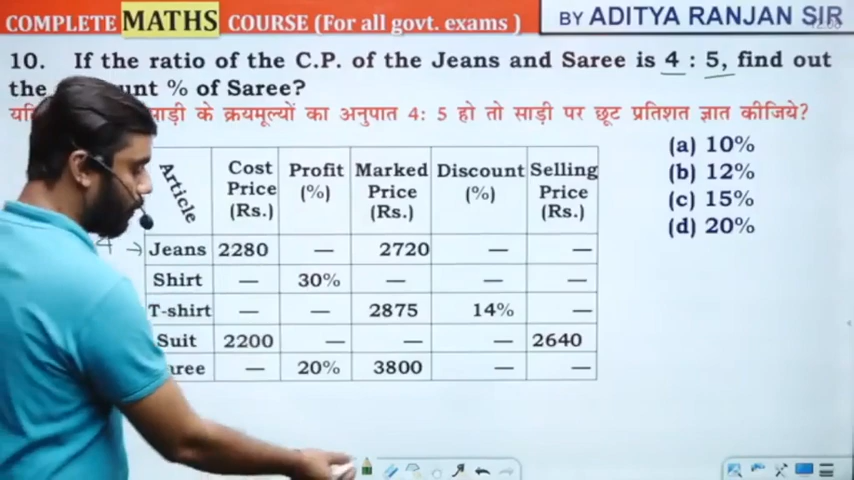 COMPLETE MATHS COURSE (For all govt. exams)
BY ADITYA RANJAN SIR
10. If the ratio of the C.P. of the Jeans and Saree is 4 : 5, find out
the unt % of Saree?
साड़ी के क्रयमूल्यों का अनुपात 4: 5 हो तो साड़ी पर छूट प्रतिशत ज्ञात कीजिये?
(a) 10%
(b) 12%
(c) 15%
(d) 20%
Article Cost Price (Rs.) Profit (%) Marked Price (Rs.) Discount (%) Selling Price (Rs.)
4 → Jeans 2280 — 2720 — —
Shirt — 30% — — —
T-shirt — — 2875 14% —
Suit 2200 — — — 2640
ree — 20% 3800 — —